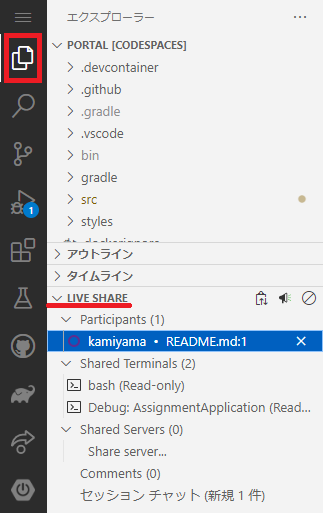 エクスプローラー
PORTAL [CODESPACES]
.devcontainer
.github
.gradle
.vscode
bin
gradle
src
styles
.dockerignore
アウトライン
タイムライン
LIVE SHARE
Participants (1)
kamiyama • README.md:1
Shared Terminals (2)
bash (Read-only)
Debug: AssignmentApplication (Read...
Shared Servers (0)
Share server...
Comments (0)
セッション チャット (新規 1 件)
1